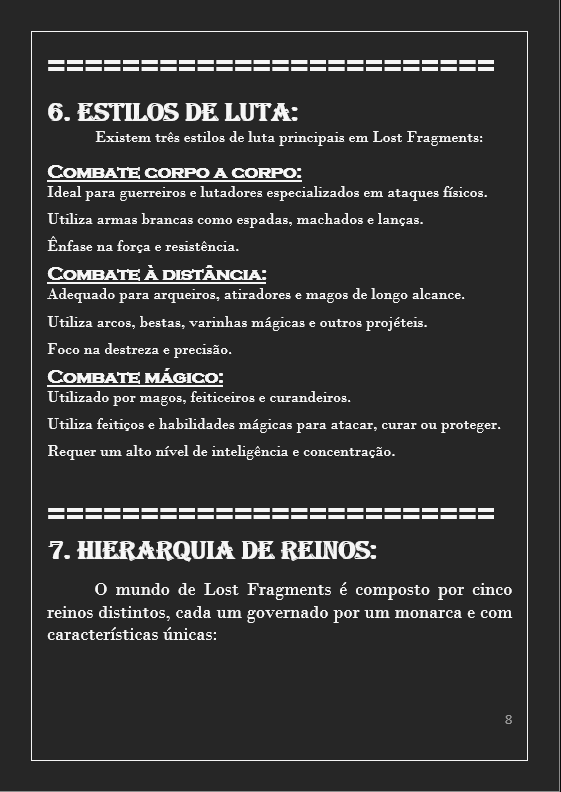 ========================
6. ESTILOS DE LUTA:
Existem três estilos de luta principais em Lost Fragments:
COMBATE CORPO A CORPO:
Ideal para guerreiros e lutadores especializados em ataques físicos.
Utiliza armas brancas como espadas, machados e lanças.
Ênfase na força e resistência.
COMBATE À DISTÂNCIA:
Adequado para arqueiros, atiradores e magos de longo alcance.
Utiliza arcos, bestas, varinhas mágicas e outros projéteis.
Foco na destreza e precisão.
COMBATE MÁGICO:
Utilizado por magos, feiticeiros e curandeiros.
Utiliza feitiços e habilidades mágicas para atacar, curar ou proteger.
Requer um alto nível de inteligência e concentração.
========================
7. HIERARQUIA DE REINOS:
O mundo de Lost Fragments é composto por cinco
reinos distintos, cada um governado por um monarca e com
características únicas:
8